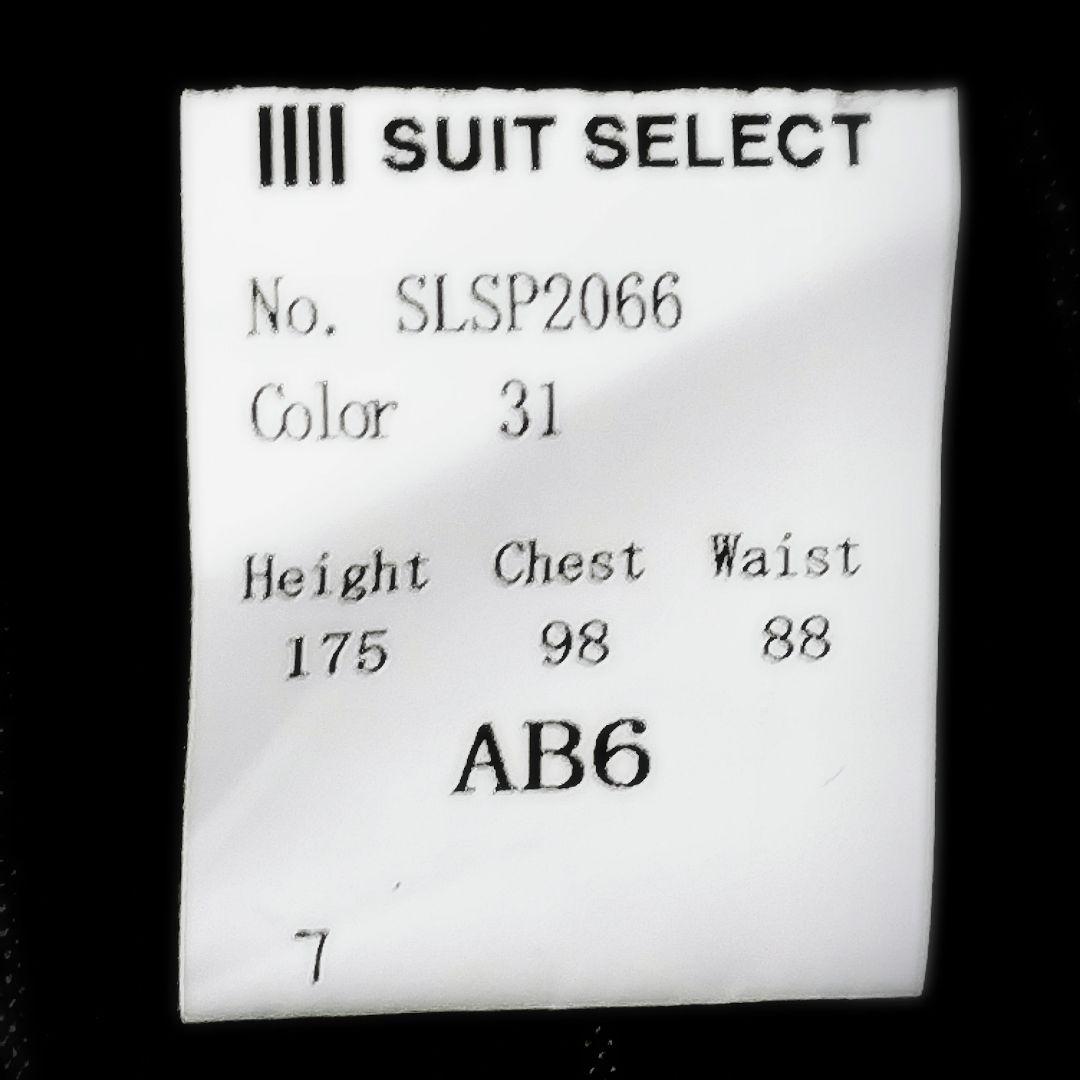 SUIT SELECT
No. SLSP2066
Color 31
Height Chest Waist
175 98 88
AB6
7